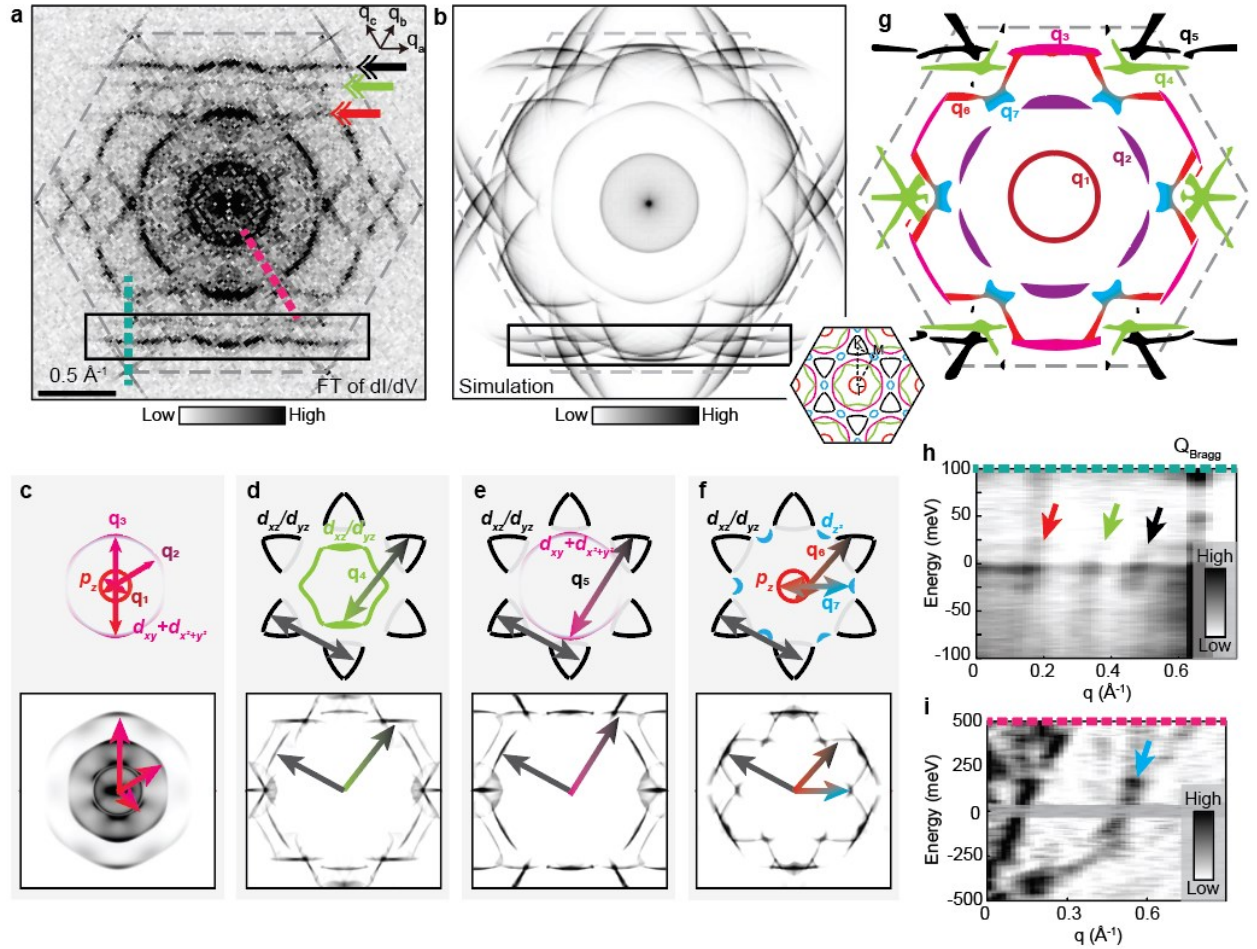 a
q_c q_b
q_a
0.5 Å⁻¹
FT of dI/dV
Low High
b
Simulation
K
M
Γ
Low High
g
q₃ q₅
q₄
q₆ q₇
q₂
q₁
c
q₃
q₂
p_z
q₁
d_xy+d_x²+y²
d
d_xz/d_yz
d_xz/d_yz
q₄
e
d_xz/d_yz
d_xy+d_x²+y²
q₅
f
d_xz/d_yz
d_z²
q₆
p_z
q₇
h
Q_Bragg
100
50
0
-50
-100
Energy (meV)
High
Low
0 0.2 0.4 0.6
q (Å⁻¹)
i
500
250
0
-250
-500
Energy (meV)
High
Low
0 0.3 0.6
q (Å⁻¹)